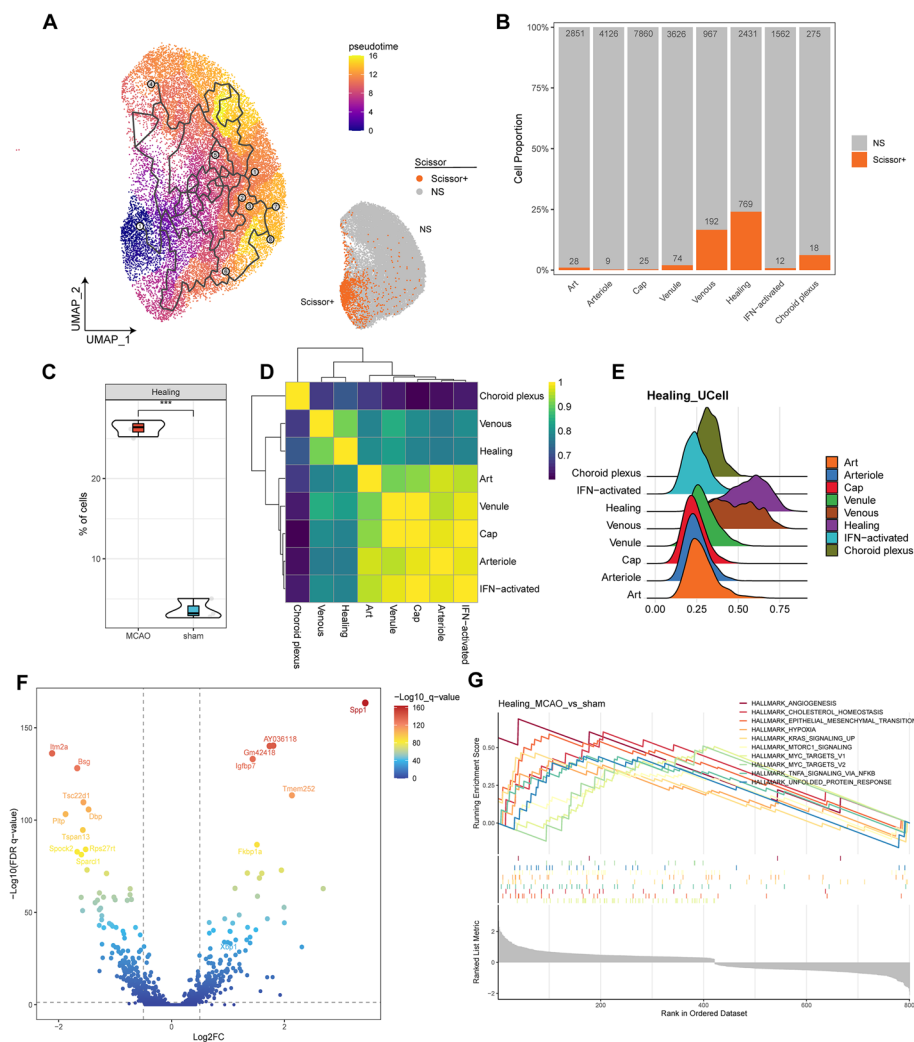 A
pseudotime
16
12
8
4
0
Scissor
Scissor+
NS
NS
Scissor+
UMAP_2
UMAP_1
B
Cell Proportion
100%
75%
50%
25%
0%
2851 4126 7860 3626 967 2431 1562 275
28 9 25 74 192 769 12 18
Art Arteriole Cap Venule Venous Healing IFN-activated Choroid plexus
NS
Scissor+
C
Healing
***
% of cells
20
10
MCAO sham
D
Choroid plexus
Venous
Healing
Art
Venule
Cap
Arteriole
IFN-activated
Choroid plexus Venous Healing Art Venule Cap Arteriole IFN-activated
1
0.9
0.8
0.7
E
Healing_UCell
Choroid plexus
IFN-activated
Healing
Venous
Venule
Cap
Arteriole
Art
0.00 0.25 0.50 0.75
Art
Arteriole
Cap
Venule
Venous
Healing
IFN-activated
Choroid plexus
F
−Log10(FDR q-value)
150
100
50
0
−2 0 2
Log2FC
−Log10_q-value
160
120
80
40
0
Spp1
AY036118
Gm42418
Igfbp7
Tmem252
Itm2a
Bsg
Tsc22d1
Pltp
Dbp
Tspan13
Spock2
Rps27rt
Spard1
Fkbp1a
Xbp1
G
Healing_MCAO_vs_sham
HALLMARK_ANGIOGENESIS
HALLMARK_CHOLESTEROL_HOMEOSTASIS
HALLMARK_EPITHELIAL_MESENCHYMAL_TRANSITION
HALLMARK_HYPOXIA
HALLMARK_KRAS_SIGNALING_UP
HALLMARK_MTORC1_SIGNALING
HALLMARK_MYC_TARGETS_V1
HALLMARK_MYC_TARGETS_V2
HALLMARK_TNFA_SIGNALING_VIA_NFKB
HALLMARK_UNFOLDED_PROTEIN_RESPONSE
Running Enrichment Score
0.50
0.25
0.00
Ranked List Metric
2
0
−2
200 400 600 800
Rank in Ordered Dataset